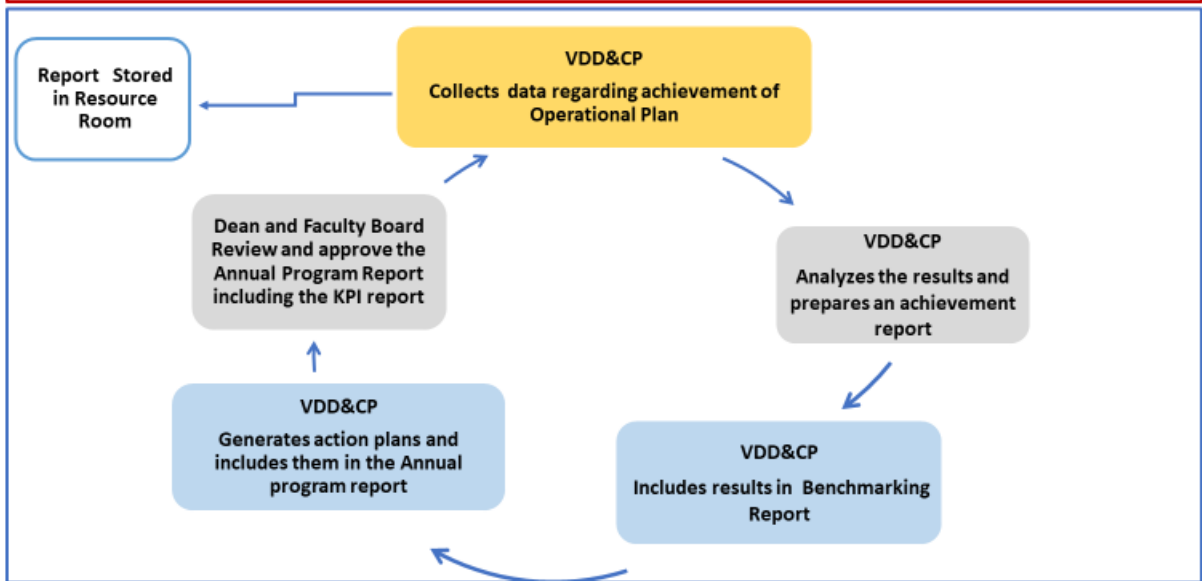 VDD&CP
Collects data regarding achievement of
Operational Plan
Report Stored
in Resource
Room
Dean and Faculty Board
Review and approve the
Annual Program Report
including the KPI report
VDD&CP
Analyzes the results and
prepares an achievement
report
VDD&CP
Generates action plans and
includes them in the Annual
program report
VDD&CP
Includes results in Benchmarking
Report